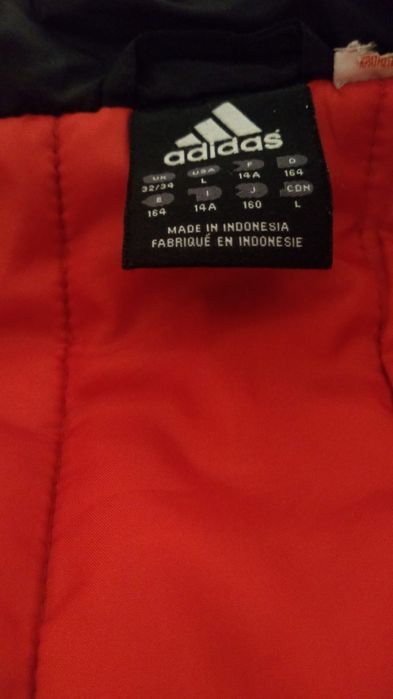 adidas
UK USA F D
32/34 L 14A 164
E I J CDN
164 14A 160 L
MADE IN INDONESIA
FABRIQUÉ EN INDONESIE